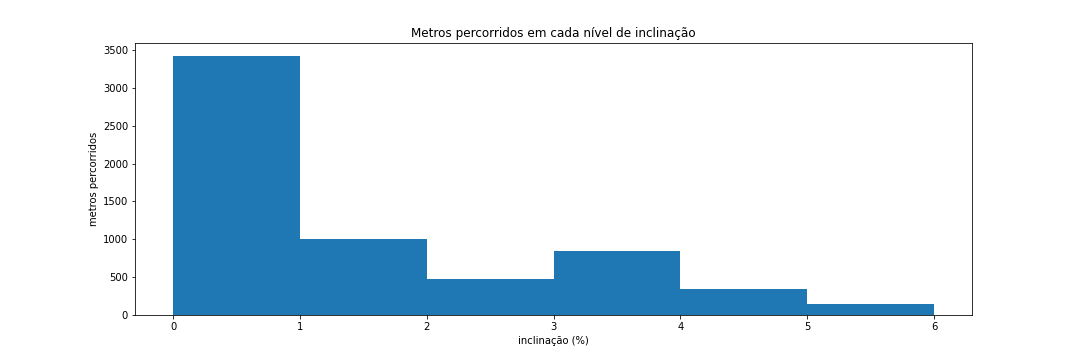 Metros percorridos em cada nível de inclinação
metros percorridos
3500
3000
2500
2000
1500
1000
500
0
0 1 2 3 4 5 6
inclinação (%)